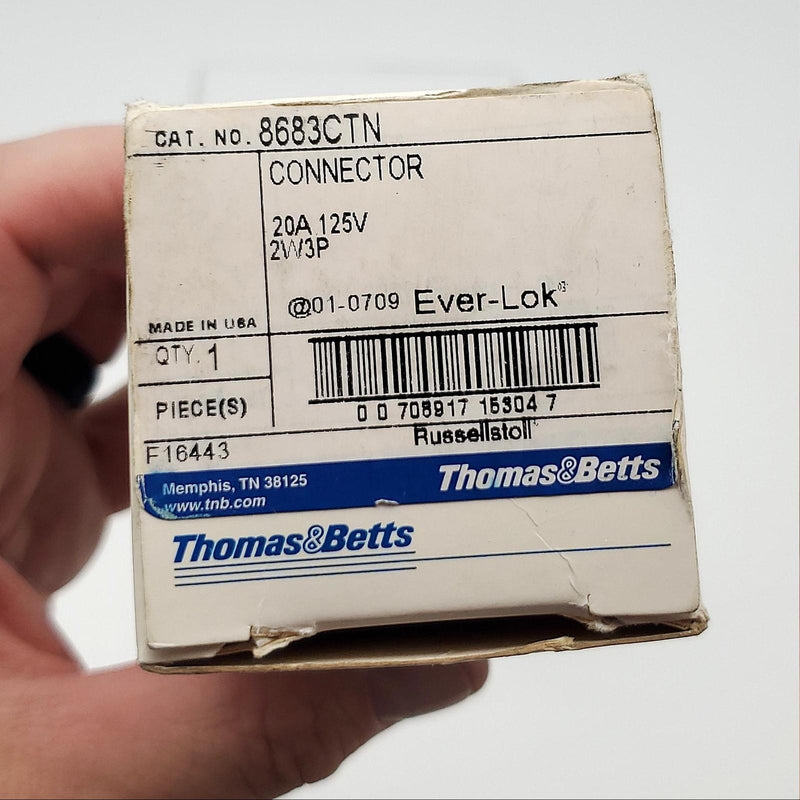 CAT. NO. 8683CTN
CONNECTOR
20A 125V
2W3P
@01-0709 Ever-Lok
MADE IN USA
QTY. 1
PIECE(S)
0 0 706917 15304 7
Russellstoll
F16443
Memphis, TN 38125
www.tnb.com
Thomas&Betts
Thomas&Betts